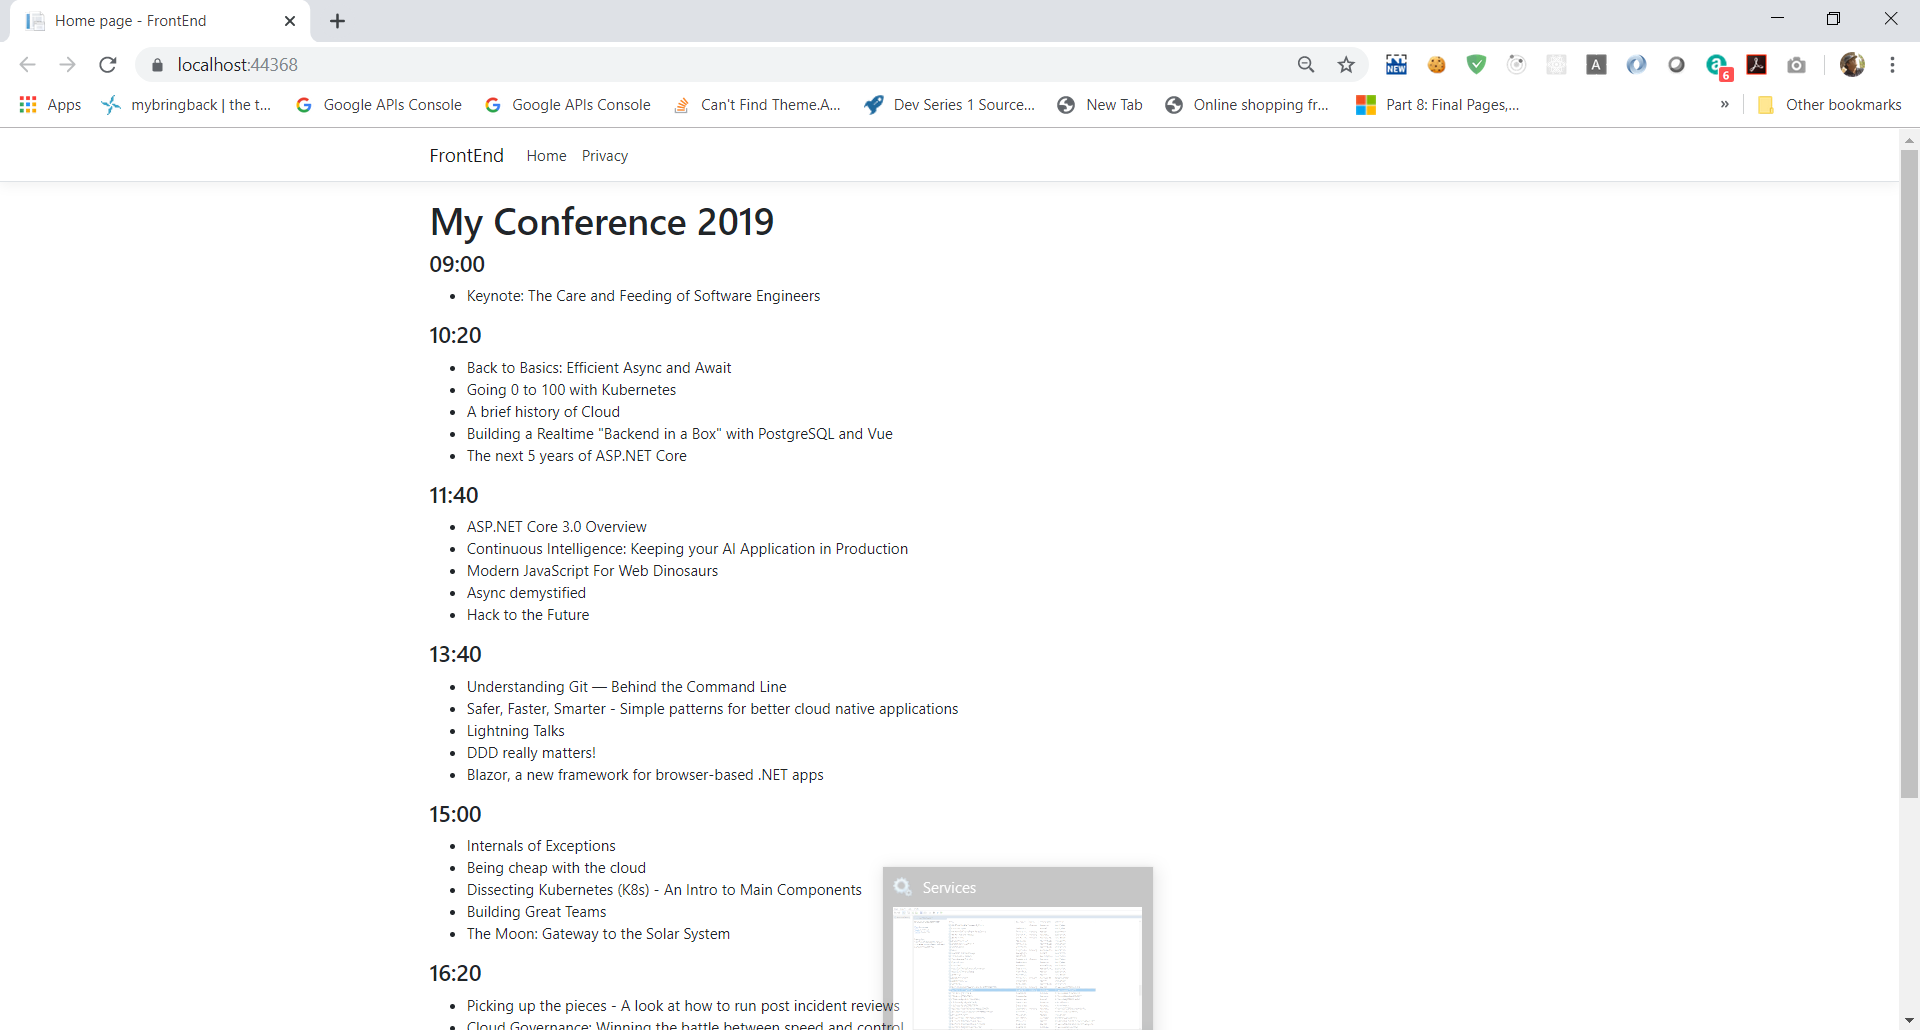 Home page - FrontEnd
localhost:44368
NEW
A
a
6
Apps
mybringback | the t...
Google APIs Console
Google APIs Console
Can't Find Theme.A...
Dev Series 1 Source...
New Tab
Online shopping fr...
Part 8: Final Pages,...
»
Other bookmarks
FrontEnd
Home
Privacy
My Conference 2019
09:00
• Keynote: The Care and Feeding of Software Engineers
10:20
• Back to Basics: Efficient Async and Await
• Going 0 to 100 with Kubernetes
• A brief history of Cloud
• Building a Realtime "Backend in a Box" with PostgreSQL and Vue
• The next 5 years of ASP.NET Core
11:40
• ASP.NET Core 3.0 Overview
• Continuous Intelligence: Keeping your AI Application in Production
• Modern JavaScript For Web Dinosaurs
• Async demystified
• Hack to the Future
13:40
• Understanding Git — Behind the Command Line
• Safer, Faster, Smarter - Simple patterns for better cloud native applications
• Lightning Talks
• DDD really matters!
• Blazor, a new framework for browser-based .NET apps
15:00
• Internals of Exceptions
• Being cheap with the cloud
• Dissecting Kubernetes (K8s) - An Intro to Main Components
• Building Great Teams
• The Moon: Gateway to the Solar System
Services
16:20
• Picking up the pieces - A look at how to run post incident reviews
• Cloud Governance: Winning the battle between speed and control